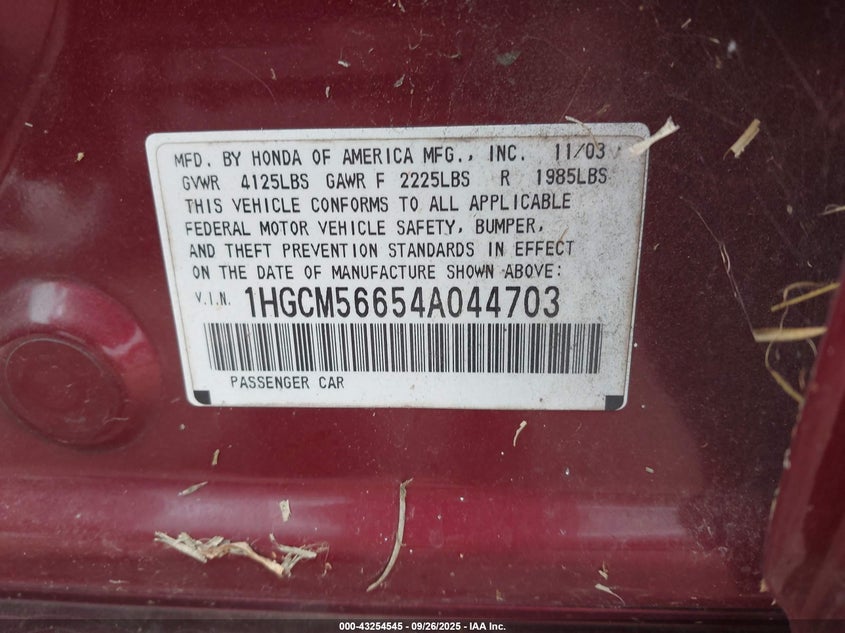 MFD. BY HONDA OF AMERICA MFG., INC. 11/03
GVWR 4125LBS GAWR F 2225LBS R 1985LBS
THIS VEHICLE CONFORMS TO ALL APPLICABLE
FEDERAL MOTOR VEHICLE SAFETY, BUMPER,
AND THEFT PREVENTION STANDARDS IN EFFECT
ON THE DATE OF MANUFACTURE SHOWN ABOVE:
V.I.N. 1HGCM56654A044703
PASSENGER CAR
000-43254545 - 09/26/2025 - IAA Inc.